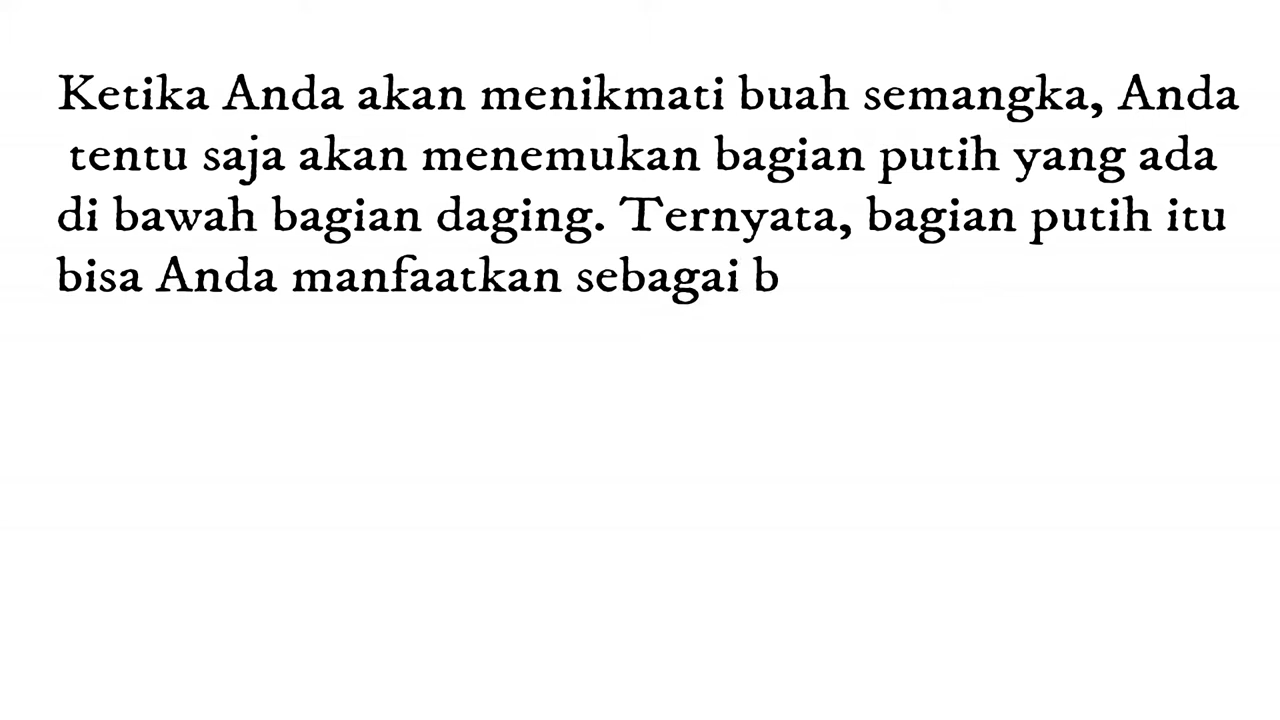 Ketika Anda akan menikmati buah semangka, Anda
tentu saja akan menemukan bagian putih yang ada
di bawah bagian daging. Ternyata, bagian putih itu
bisa Anda manfaatkan sebagai b